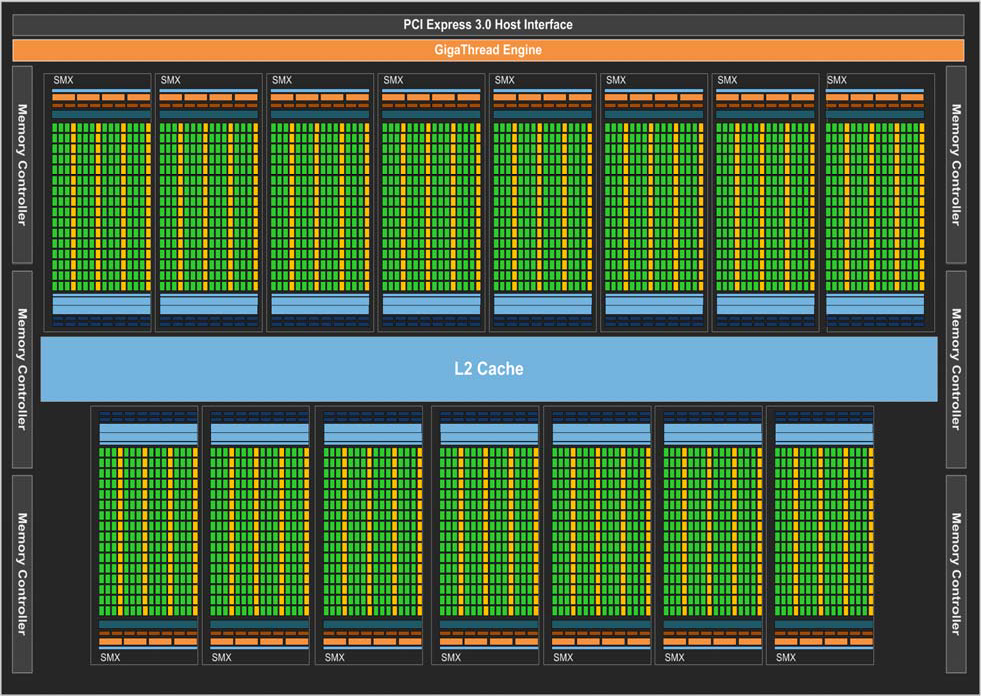 PCI Express 3.0 Host Interface
GigaThread Engine
SMX
SMX
SMX
SMX
SMX
SMX
SMX
SMX
Memory Controller
Memory Controller
Memory Controller
L2 Cache
Memory Controller
Memory Controller
Memory Controller
SMX
SMX
SMX
SMX
SMX
SMX
SMX